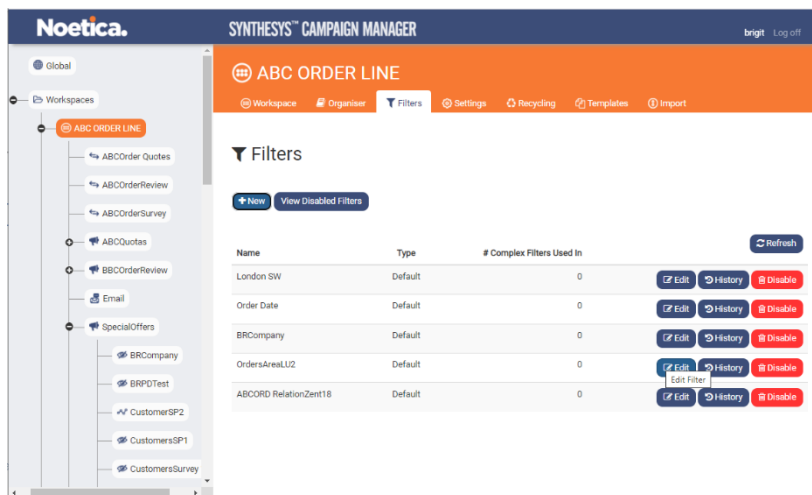 Noetica.
SYNTHESYS™ CAMPAIGN MANAGER
brigit Log off
Global
Workspaces
ABC ORDER LINE
ABCOrder Quotes
ABCOrderReview
ABCOrderSurvey
ABCQuotas
BBCOrderReview
Email
SpecialOffers
BRCompany
BRPDTest
CustomerSP2
CustomersSP1
CustomersSurvey
ABC ORDER LINE
Workspace Organiser Filters Settings Recycling Templates Import
Filters
+ New View Disabled Filters
Refresh
Name Type # Complex Filters Used In
London SW Default 0 Edit History Disable
Order Date Default 0 Edit History Disable
BRCompany Default 0 Edit History Disable
OrdersAreaLU2 Default 0 Edit History Disable
Edit Filter
ABCORD RelationZent18 Default 0 Edit History Disable